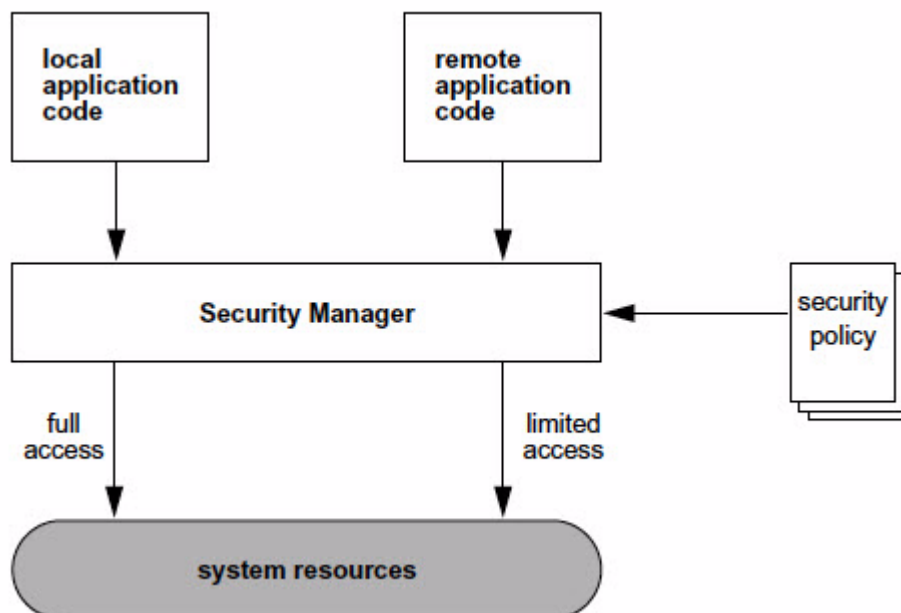 local
application
code
remote
application
code
Security Manager
security
policy
full
access
limited
access
system resources